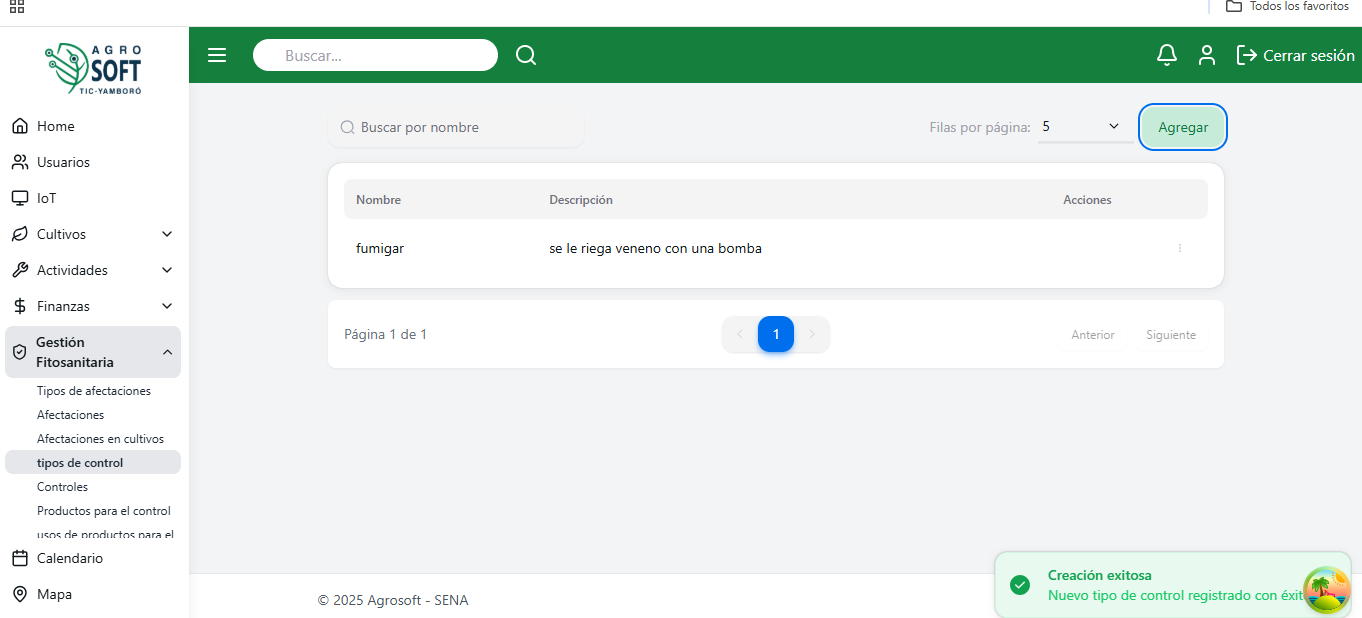 Todos los favoritos
AGRO
SOFT
TIC-YAMBORÓ
Buscar...
Cerrar sesión
Home
Usuarios
IoT
Cultivos
Actividades
Finanzas
Gestión
Fitosanitaria
Tipos de afectaciones
Afectaciones
Afectaciones en cultivos
tipos de control
Controles
Productos para el control
usos de productos para el
Calendario
Mapa
Buscar por nombre
Filas por página: 5
Agregar
Nombre Descripción Acciones
fumigar se le riega veneno con una bomba
Página 1 de 1
1
Anterior Siguiente
Creación exitosa
Nuevo tipo de control registrado con éxit
© 2025 Agrosoft - SENA